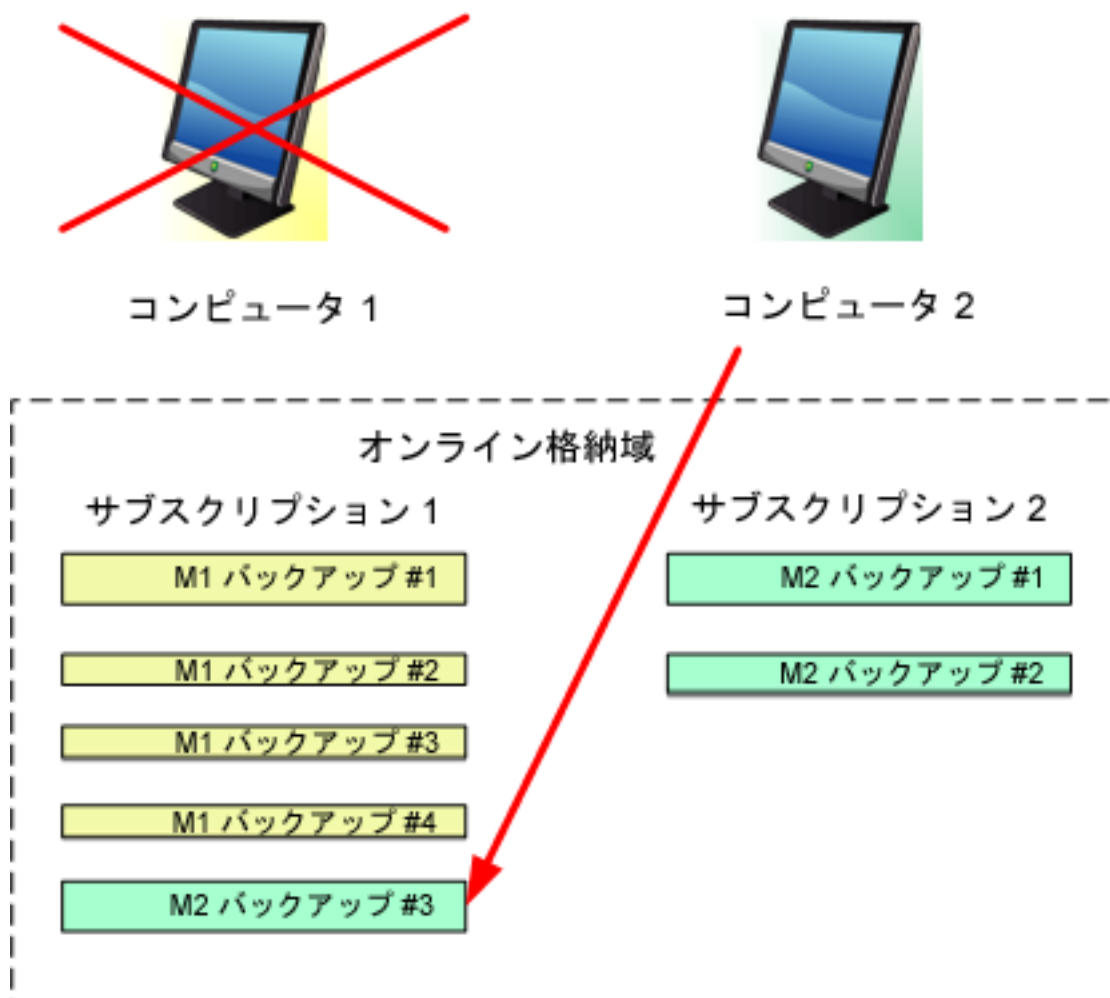 コンピュータ 1
コンピュータ 2
オンライン格納域
サブスクリプション 1
サブスクリプション 2
M1 バックアップ #1
M2 バックアップ #1
M1 バックアップ #2
M2 バックアップ #2
M1 バックアップ #3
M1 バックアップ #4
M2 バックアップ #3